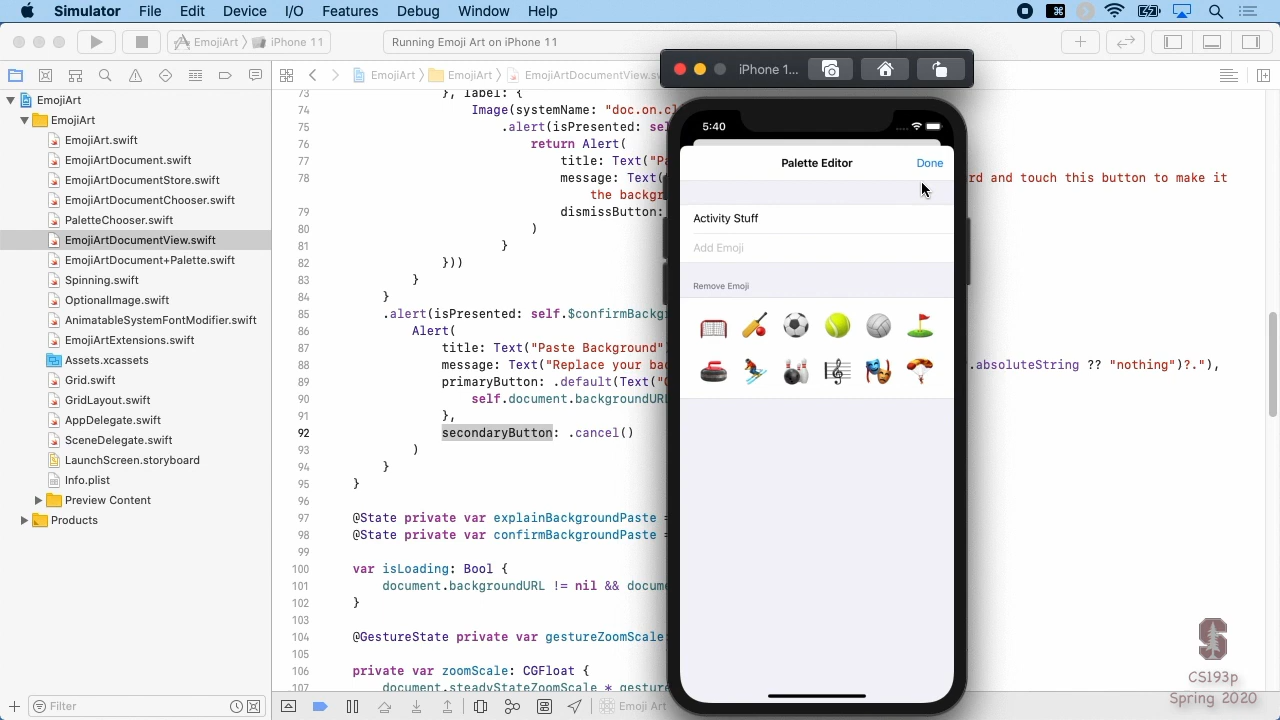 Simulator File Edit Device I/O Features Debug Window Help
EmojiArt iPhone 11
Running Emoji Art on iPhone 11
EmojiArt EmojiArt EmojiArtDocumentView.sw
EmojiArt
EmojiArt
EmojiArt.swift
EmojiArtDocument.swift
EmojiArtDocumentStore.swift
EmojiArtDocumentChooser.swift
PaletteChooser.swift
EmojiArtDocumentView.swift
EmojiArtDocument+Palette.swift
Spinning.swift
OptionalImage.swift
AnimatableSystemFontModifier.swift
EmojiArtExtensions.swift
Assets.xcassets
Grid.swift
GridLayout.swift
AppDelegate.swift
SceneDelegate.swift
LaunchScreen.storyboard
Info.plist
Preview Content
Products
Filter
73 }, label: {
74 Image(systemName: "doc.on.cl
75 .alert(isPresented: sel
76 return Alert(
77 title: Text("Pa
78 message: Text( rd and touch this button to make it
the backgr
79 dismissButton:
80 )
81 }
82 }))
83 }
84 }
85 .alert(isPresented: self.$confirmBackg
86 Alert(
87 title: Text("Paste Background"
88 message: Text("Replace your bac .absoluteString ?? "nothing")?."),
89 primaryButton: .default(Text("O
90 self.document.backgroundURL
91 },
92 secondaryButton: .cancel()
93 )
94 }
95 }
96
97 @State private var explainBackgroundPaste =
98 @State private var confirmBackgroundPaste =
99
100 var isLoading: Bool {
101 document.backgroundURL != nil && docume
102 }
103
104 @GestureState private var gestureZoomScale:
105
106 private var zoomScale: CGFloat {
107 document.steadyStateZoomScale * gesture
Emoji Art
iPhone 1...
5:40
Palette Editor Done
Activity Stuff
Add Emoji
Remove Emoji
CS193p
Spring 2020